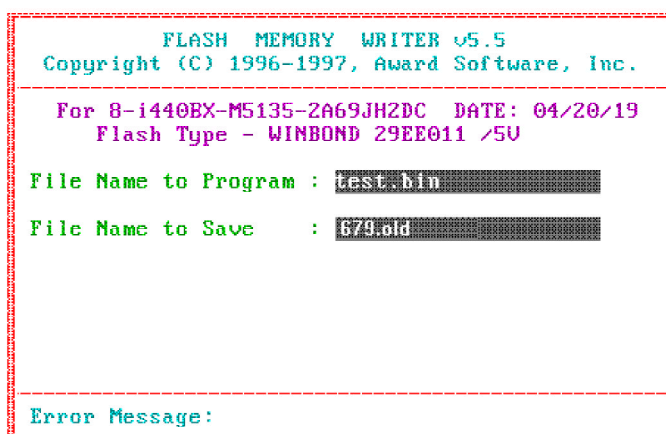 FLASH MEMORY WRITER v5.5
Copyright (C) 1996-1997, Award Software, Inc.
For 8-i440BX-M5135-2A69JH2DC DATE: 04/20/19
Flash Type - WINBOND 29EE011 /5V
File Name to Program : test.bin
File Name to Save : 679.old
Error Message: